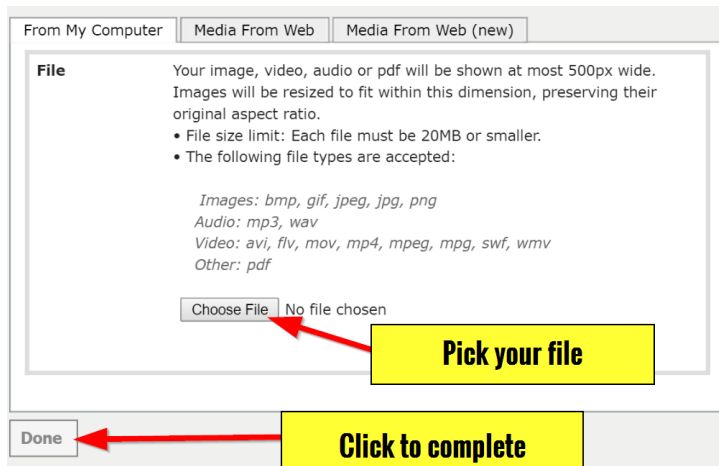 From My Computer Media From Web Media From Web (new)
File Your image, video, audio or pdf will be shown at most 500px wide.
Images will be resized to fit within this dimension, preserving their
original aspect ratio.
• File size limit: Each file must be 20MB or smaller.
• The following file types are accepted:
Images: bmp, gif, jpeg, jpg, png
Audio: mp3, wav
Video: avi, flv, mov, mp4, mpeg, mpg, swf, wmv
Other: pdf
Choose File No file chosen
Pick your file
Done Click to complete